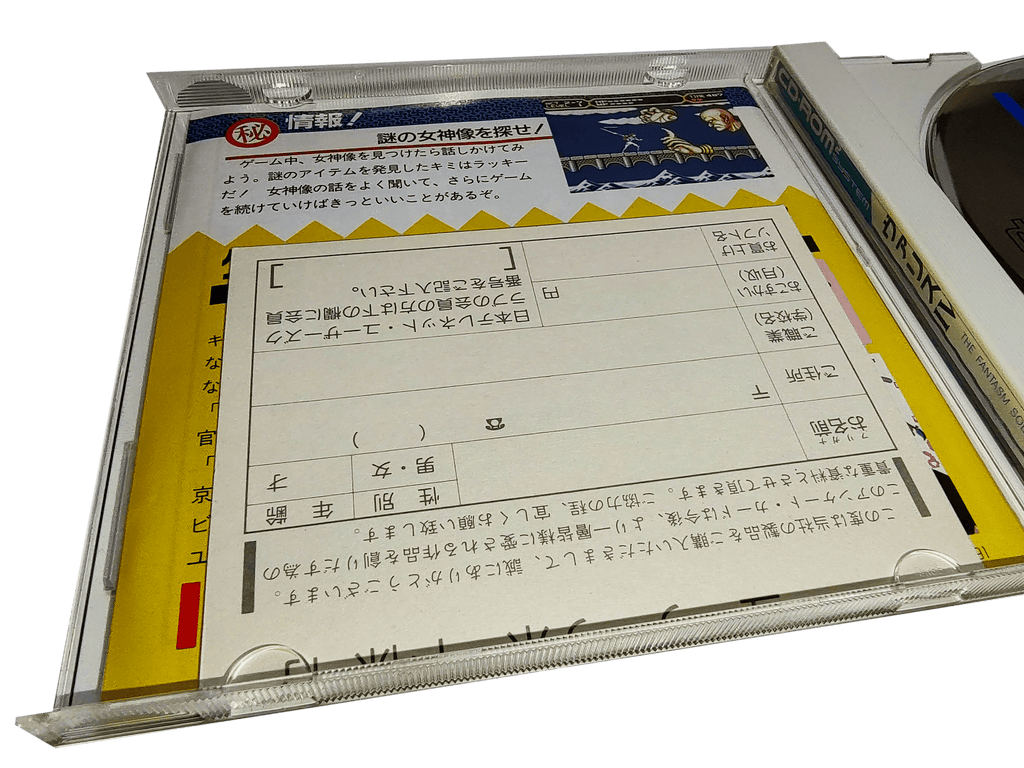 ㊙情報!
謎の女神像を探せ!
ゲーム中、女神像を見つけたら話しかけてみ
よう。謎のアイテムを発見したキミはラッキー
だ! 女神像の話をよく聞いて、さらにゲーム
を続けていけばきっといいことがあるぞ。
この度は当社の製品をご購入いただきまして、誠にありがとうございます。
このアンケート・カードは今後、より一層皆様に愛される作品を創りだす為の
貴重な資料とさせて頂きます。ご協力の程、宜しくお願い致します。
フリガナ
お名前
性別
年齢
男・女
才
ご住所
〒
☎ ( )
ご職業
(学校名)
おこずかい
(月収)
円
お買上げ
ソフト名
日本テレネット・ユーザーズク
ラブの会員の方は下の欄に会員
番号をご記入下さい。
[ ]
キ
な
な
「
官
「
京
ビ
ユ
CD-ROM² SYSTEM
THE FANTASM SOL